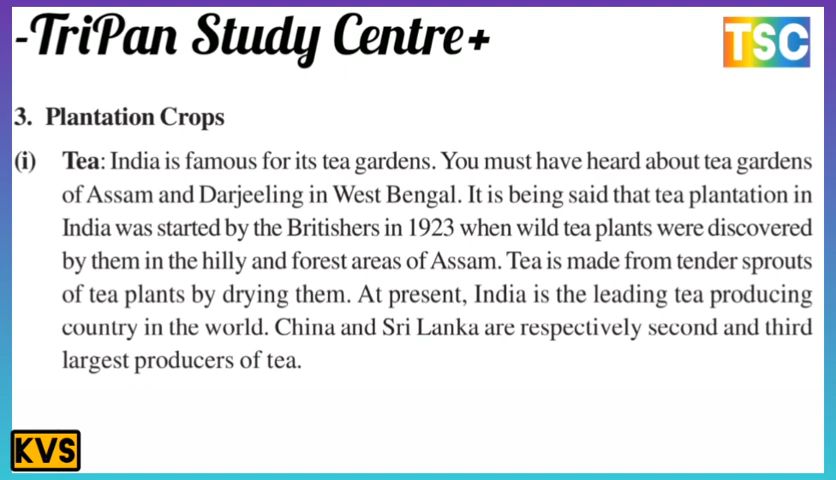 -TriPan Study Centre+
TSC
3. Plantation Crops
(i) Tea: India is famous for its tea gardens. You must have heard about tea gardens
of Assam and Darjeeling in West Bengal. It is being said that tea plantation in
India was started by the Britishers in 1923 when wild tea plants were discovered
by them in the hilly and forest areas of Assam. Tea is made from tender sprouts
of tea plants by drying them. At present, India is the leading tea producing
country in the world. China and Sri Lanka are respectively second and third
largest producers of tea.
KVS